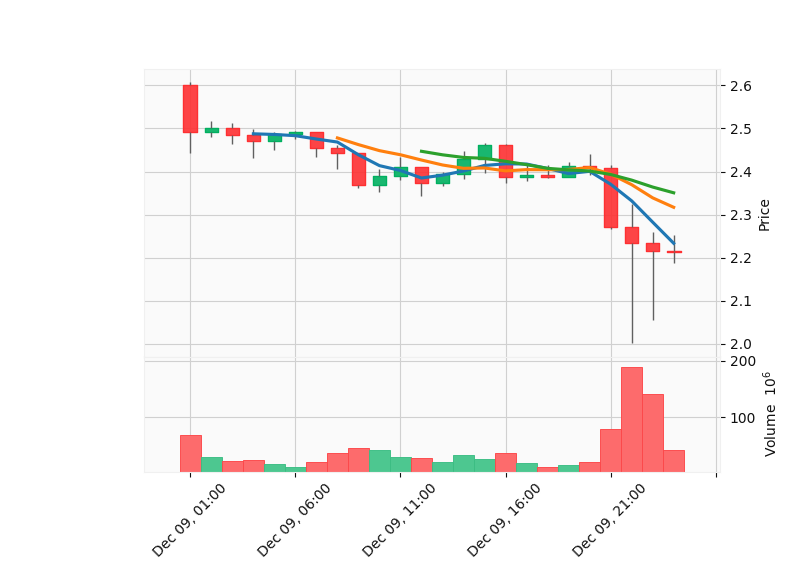 2.6
2.5
2.4
2.3
2.2
2.1
2.0
Price
200
100
Volume 10⁶
Dec 09, 01:00
Dec 09, 06:00
Dec 09, 11:00
Dec 09, 16:00
Dec 09, 21:00